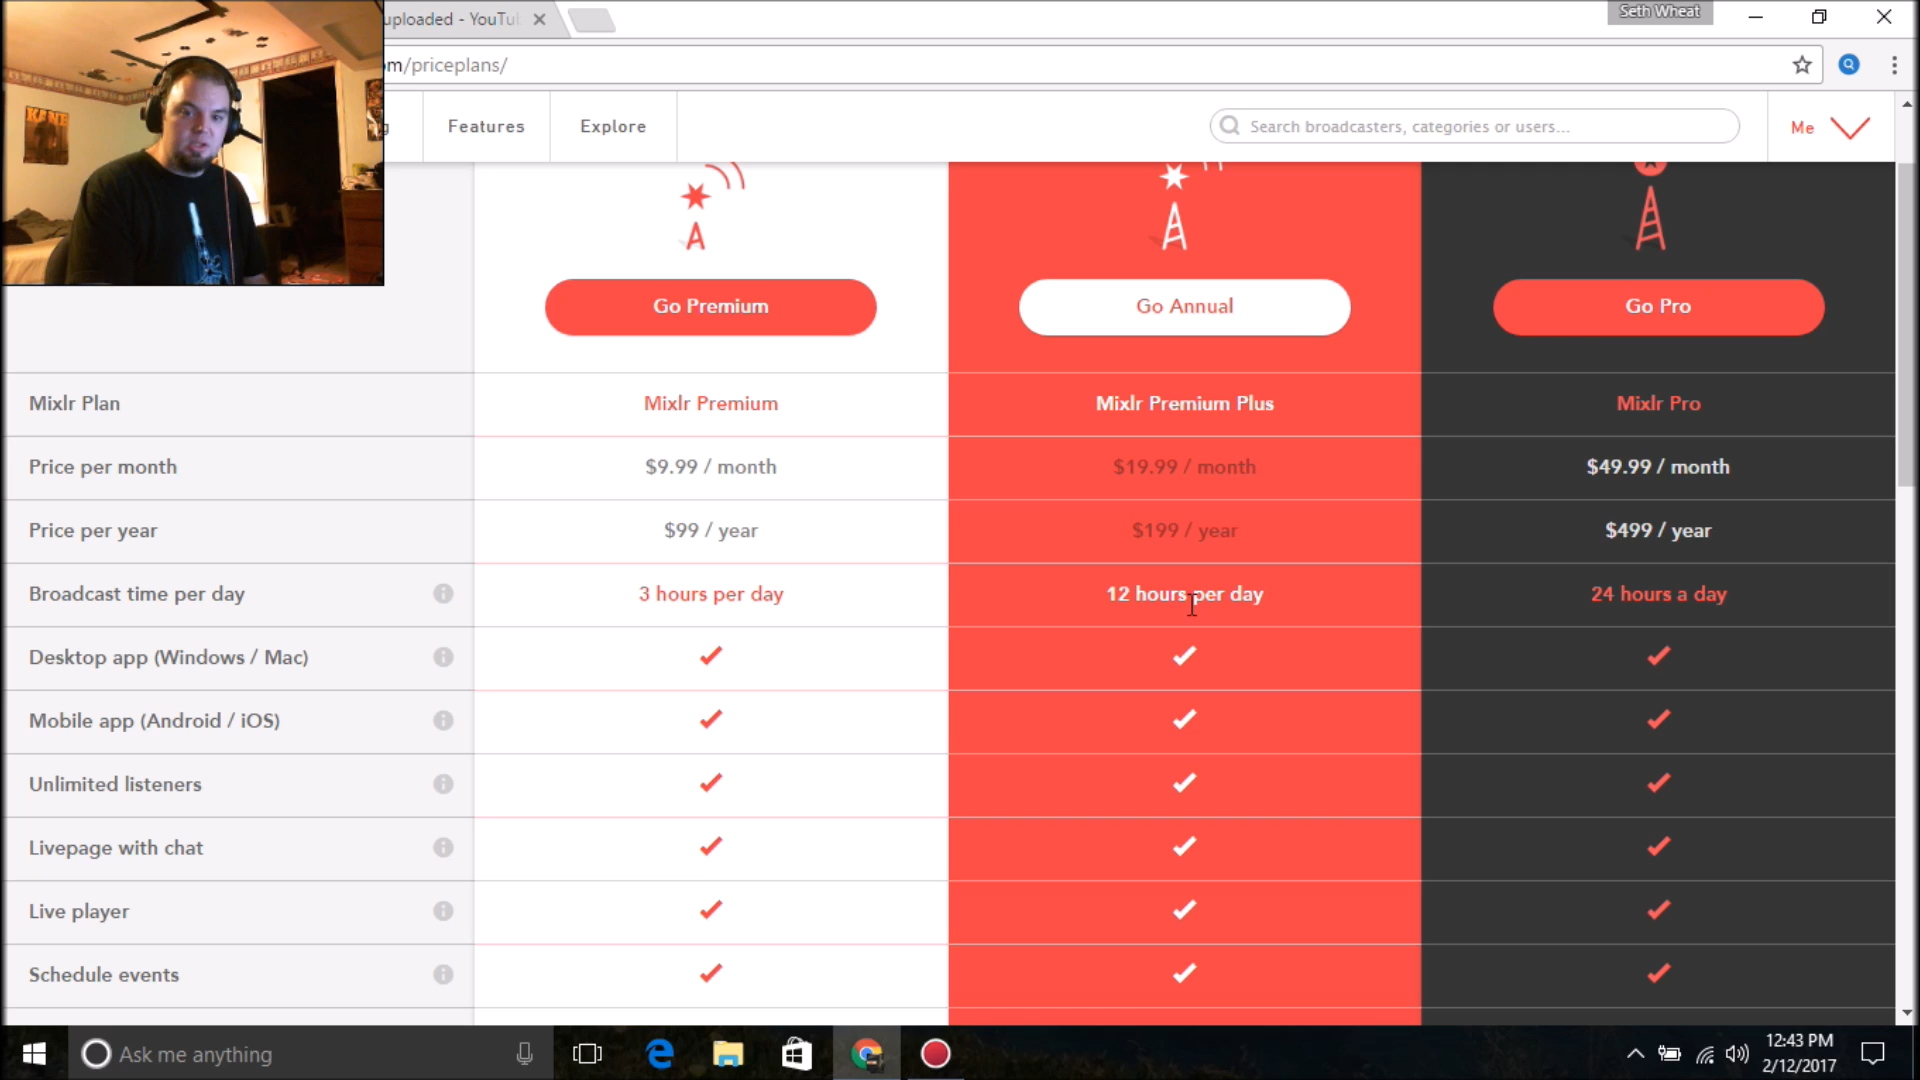 uploaded - YouTu
Seth Wheat
om/priceplans/
g
Features
Explore
Search broadcasters, categories or users...
Me
KANE
Go Premium
Go Annual
Go Pro
Mixlr Plan
Mixlr Premium
Mixlr Premium Plus
Mixlr Pro
Price per month
$9.99 / month
$19.99 / month
$49.99 / month
Price per year
$99 / year
$199 / year
$499 / year
Broadcast time per day
3 hours per day
12 hours per day
24 hours a day
Desktop app (Windows / Mac)
Mobile app (Android / iOS)
Unlimited listeners
Livepage with chat
Live player
Schedule events
Ask me anything
12:43 PM
2/12/2017